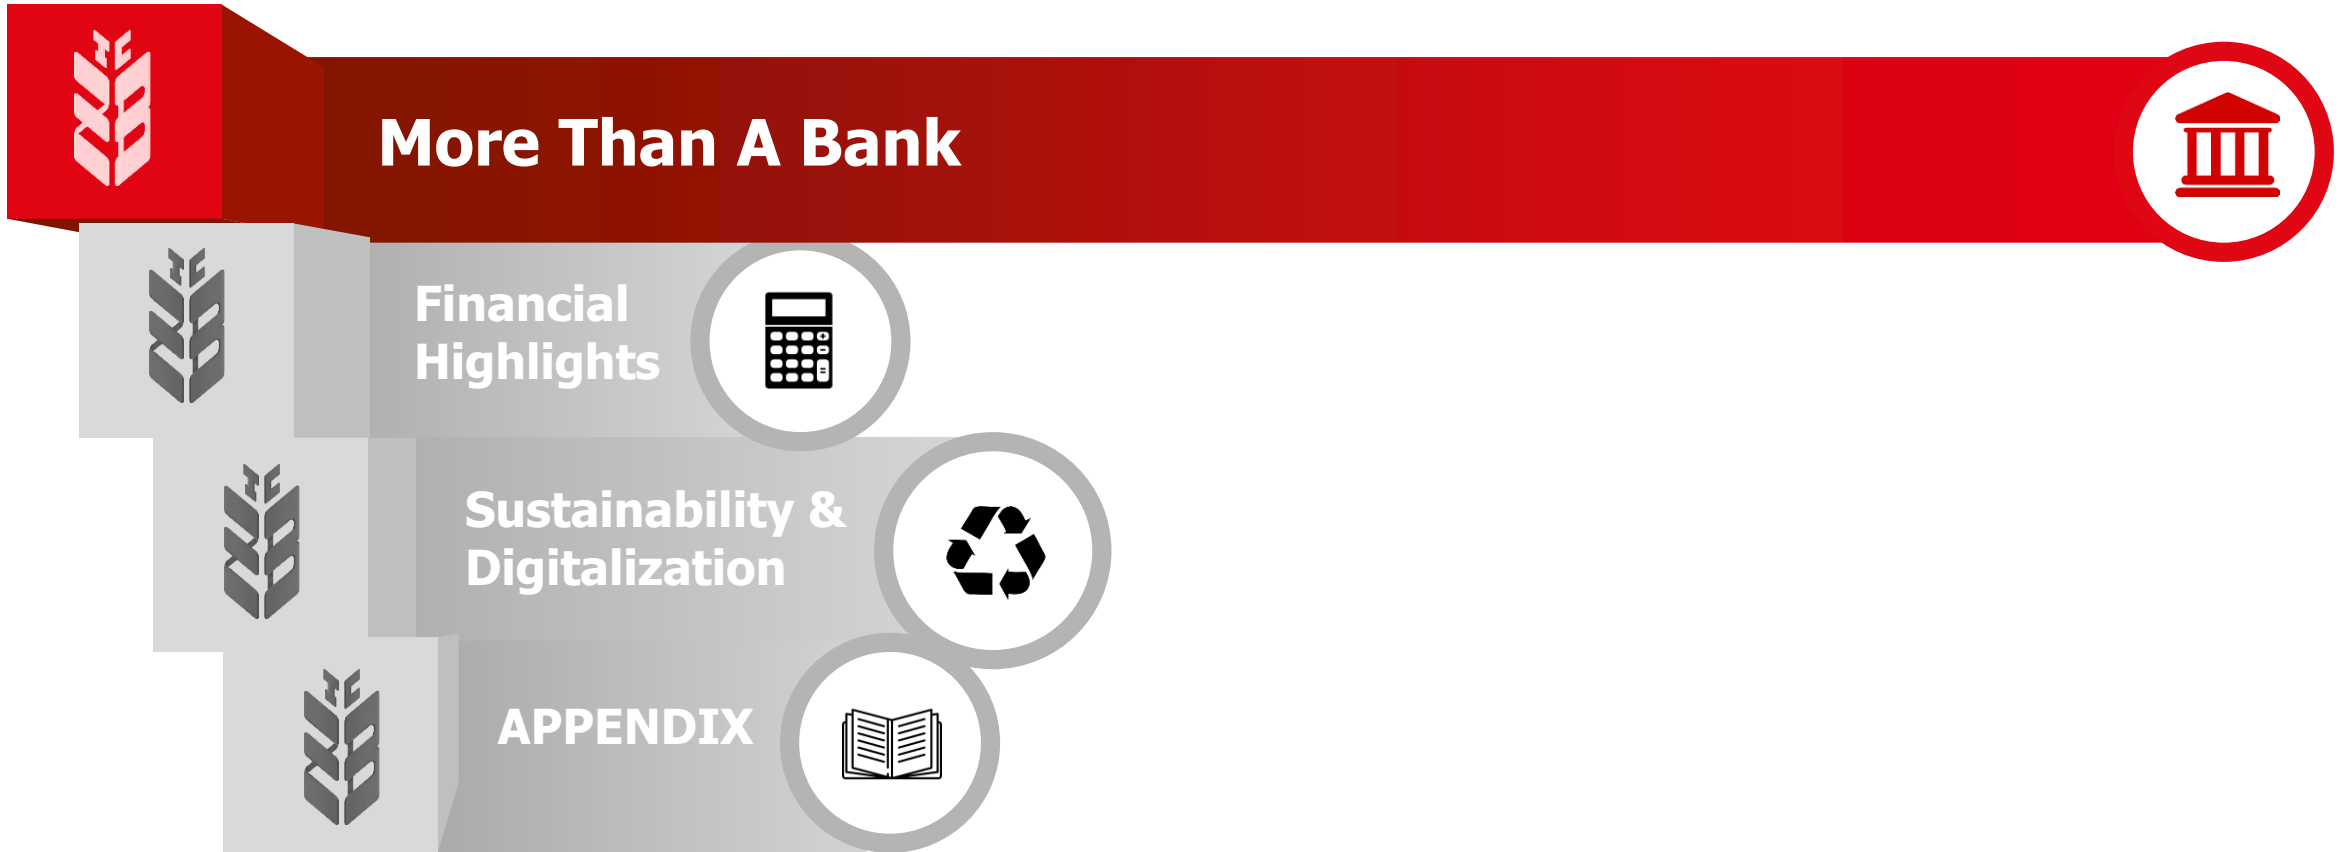 More Than A Bank
Financial
Highlights
Sustainability &
Digitalization
APPENDIX